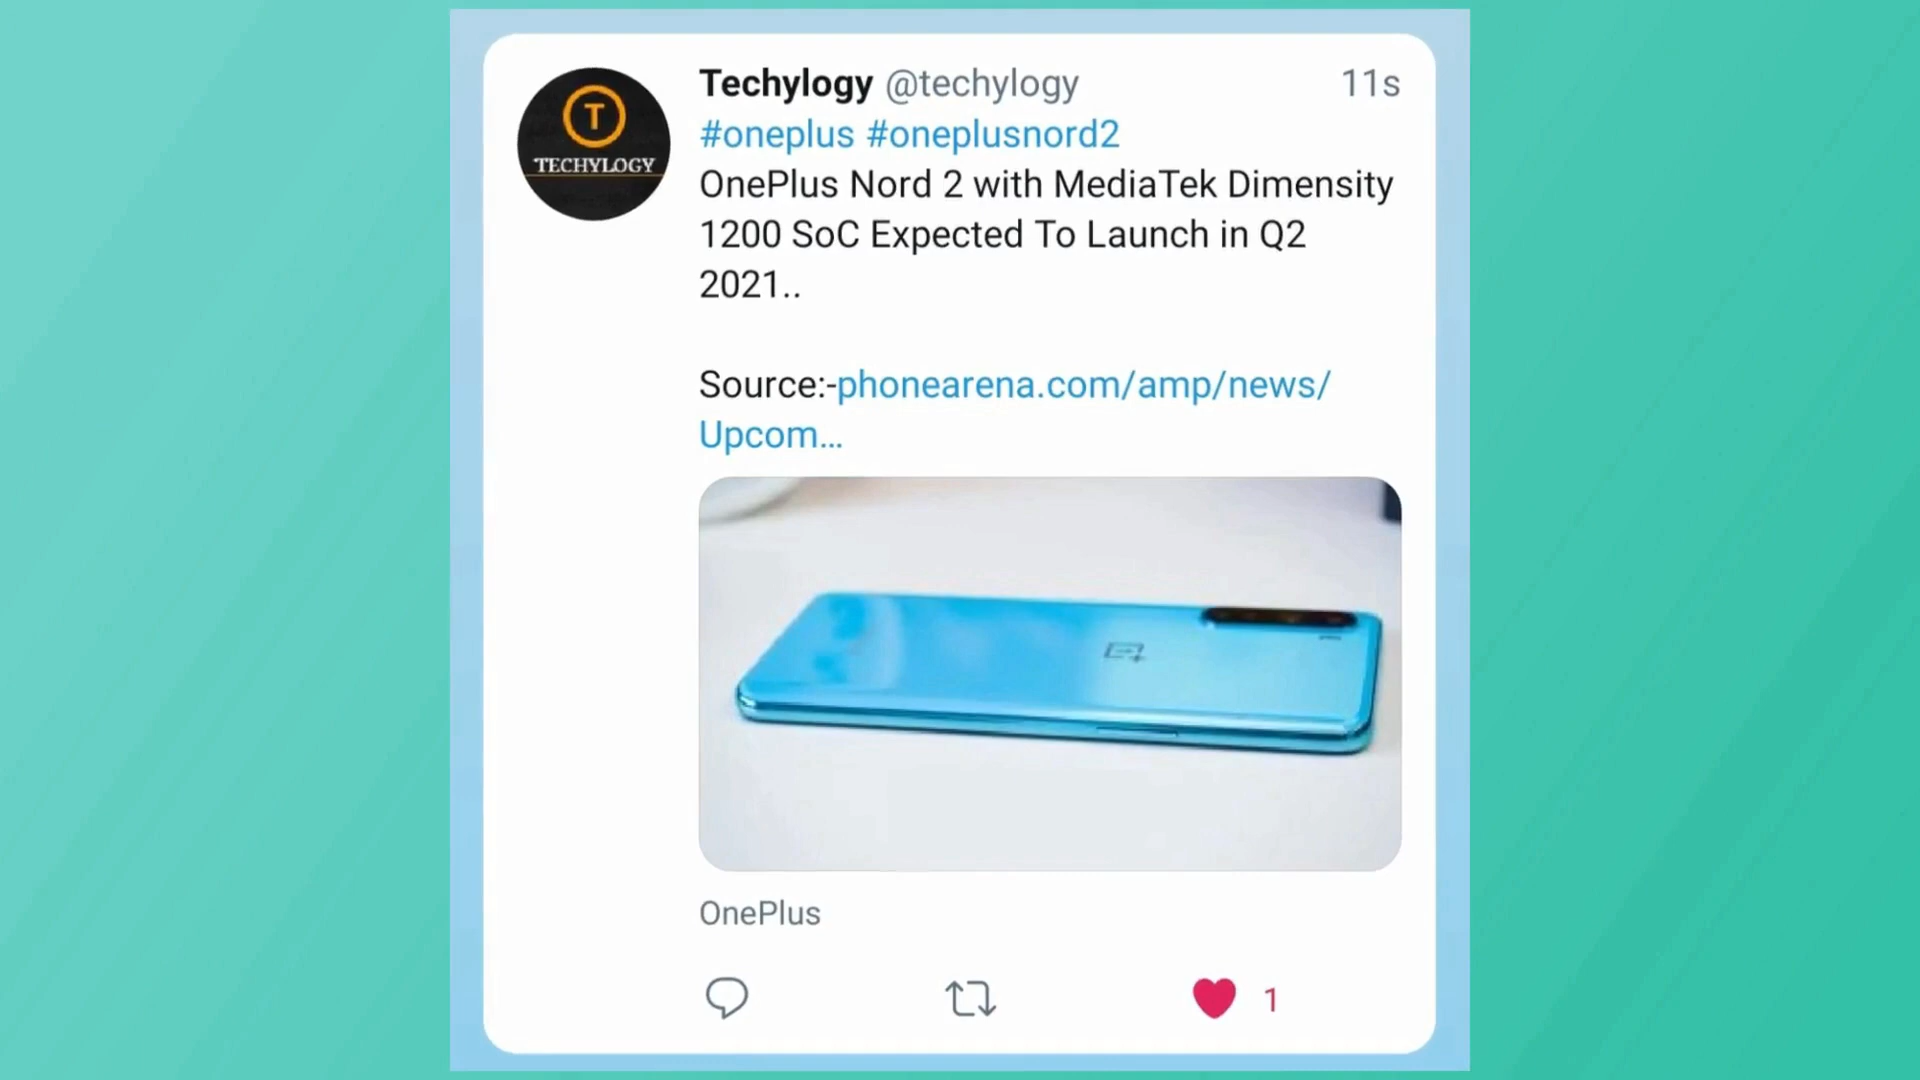 Techylogy @techylogy 11s
T
TECHYLOGY
#oneplus #oneplusnord2
OnePlus Nord 2 with MediaTek Dimensity
1200 SoC Expected To Launch in Q2
2021..
Source:-phonearena.com/amp/news/
Upcom...
OnePlus
1